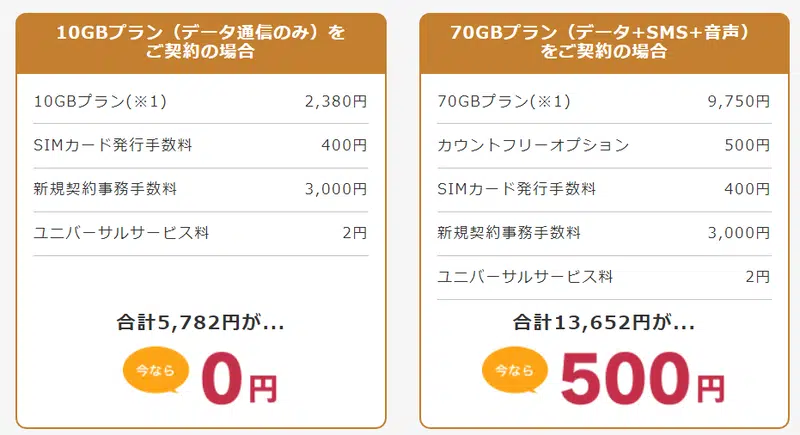 10GBプラン（データ通信のみ）を
ご契約の場合
10GBプラン(※1) 2,380円
SIMカード発行手数料 400円
新規契約事務手数料 3,000円
ユニバーサルサービス料 2円
合計5,782円が...
今なら 0円
70GBプラン（データ+SMS+音声）
をご契約の場合
70GBプラン(※1) 9,750円
カウントフリーオプション 500円
SIMカード発行手数料 400円
新規契約事務手数料 3,000円
ユニバーサルサービス料 2円
合計13,652円が...
今なら 500円